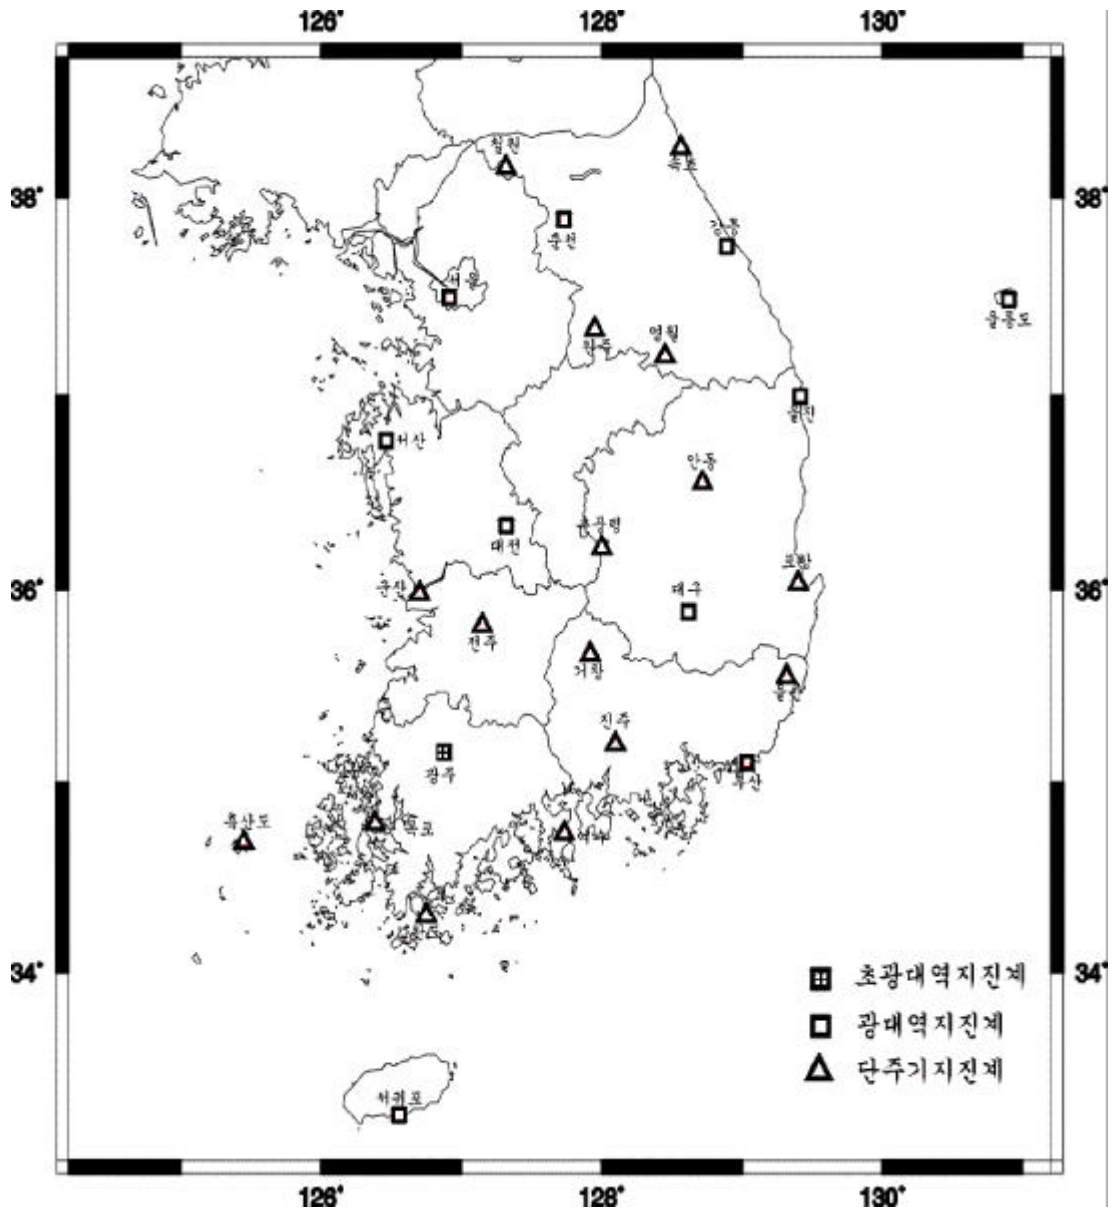 126° 128° 130°
철원
속초
38° 38°
춘천
강릉
서울
울릉도
원주
영월
울진
서산
안동
추풍령
대전
포항
군산
36° 36°
대구
전주
거창
울산
진주
광주
부산
흑산도
목포
여수
34° 34°
초광대역지진계
광대역지진계
단주기지진계
서귀포
126° 128° 130°